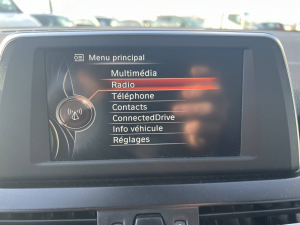 Menu principal
Multimédia
Radio
Téléphone
Contacts
ConnectedDrive
Info véhicule
Réglages